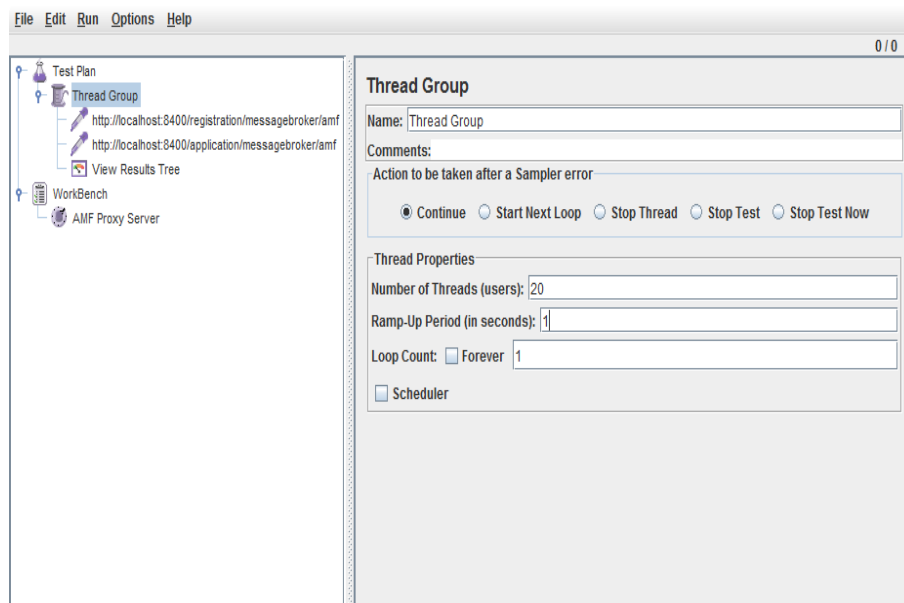 File Edit Run Options Help
0 / 0
Test Plan
Thread Group
http://localhost:8400/registration/messagebroker/amf
http://localhost:8400/application/messagebroker/amf
View Results Tree
WorkBench
AMF Proxy Server
Thread Group
Name: Thread Group
Comments:
Action to be taken after a Sampler error
Continue Start Next Loop Stop Thread Stop Test Stop Test Now
Thread Properties
Number of Threads (users): 20
Ramp-Up Period (in seconds): 1
Loop Count: Forever 1
Scheduler